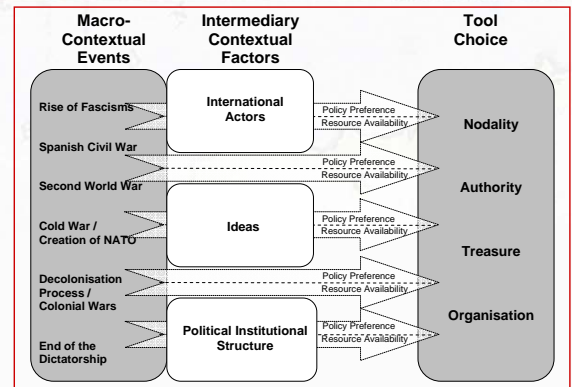 Macro-
Contextual
Events
Intermediary
Contextual
Factors
Tool
Choice
Rise of Fascisms
Spanish Civil War
Second World War
Cold War /
Creation of NATO
Decolonisation
Process /
Colonial Wars
End of the
Dictatorship
International
Actors
Ideas
Political Institutional
Structure
Policy Preference
Resource Availability
Policy Preference
Resource Availability
Policy Preference
Resource Availability
Policy Preference
Resource Availability
Policy Preference
Resource Availability
Nodality
Authority
Treasure
Organisation